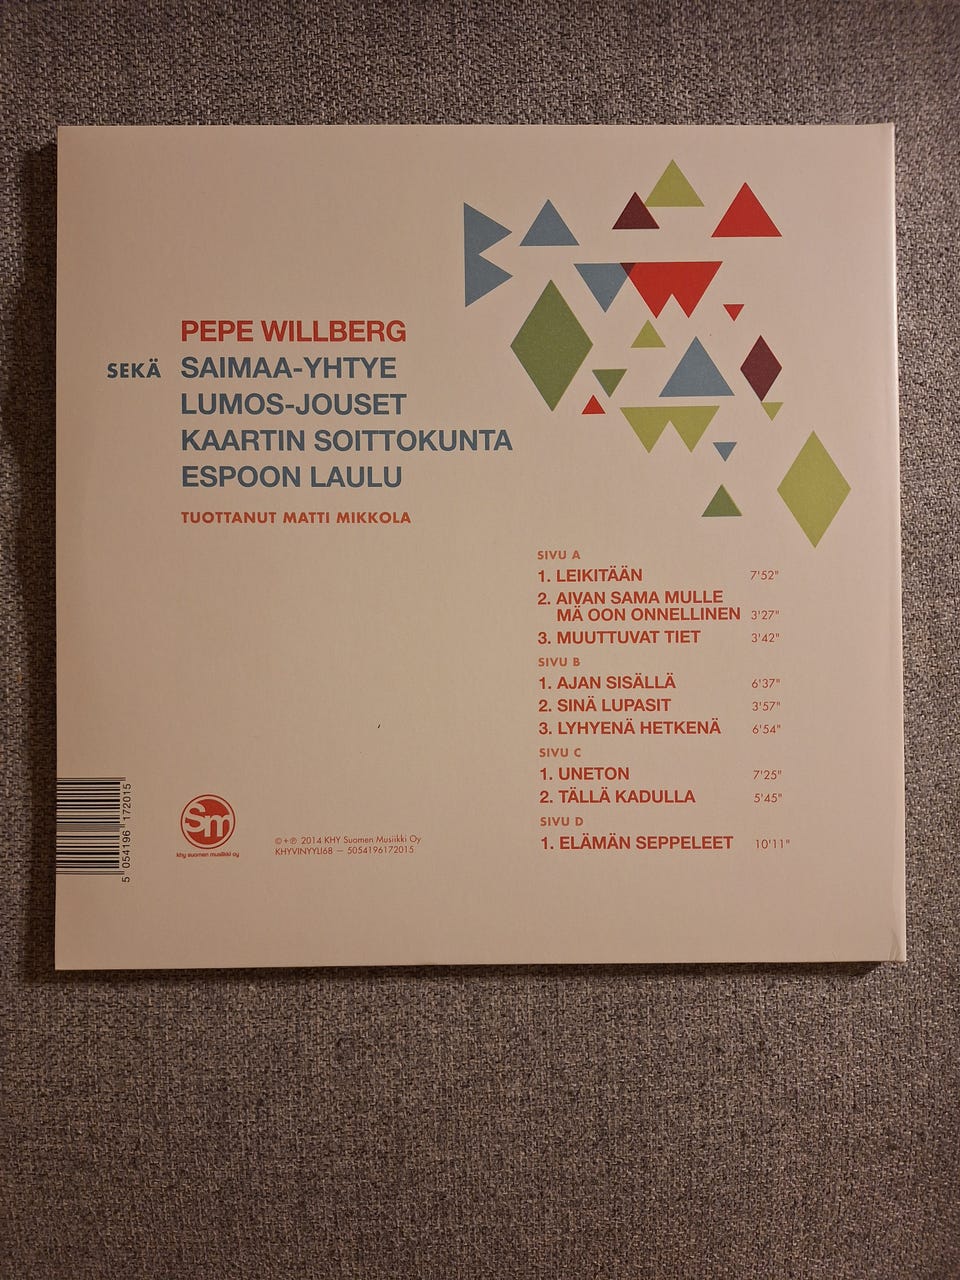 PEPE WILLBERG
SEKÄ SAIMAA-YHTYE
LUMOS-JOUSET
KAARTIN SOITTOKUNTA
ESPOON LAULU
TUOTTANUT MATTI MIKKOLA
SIVU A
1. LEIKITÄÄN 7'52"
2. AIVAN SAMA MULLE
MÄ OON ONNELLINEN 3'27"
3. MUUTTUVAT TIET 3'42"
SIVU B
1. AJAN SISÄLLÄ 6'37"
2. SINÄ LUPASIT 3'57"
3. LYHYENÄ HETKENÄ 6'54"
SIVU C
1. UNETON 7'25"
2. TÄLLÄ KADULLA 5'45"
SIVU D
1. ELÄMÄN SEPPELEET 10'11"
5 054196 172015
Sm
khy suomen musiikki oy
©+℗ 2014 KHY Suomen Musiikki Oy
KHYVINYYLI68 — 5054196172015